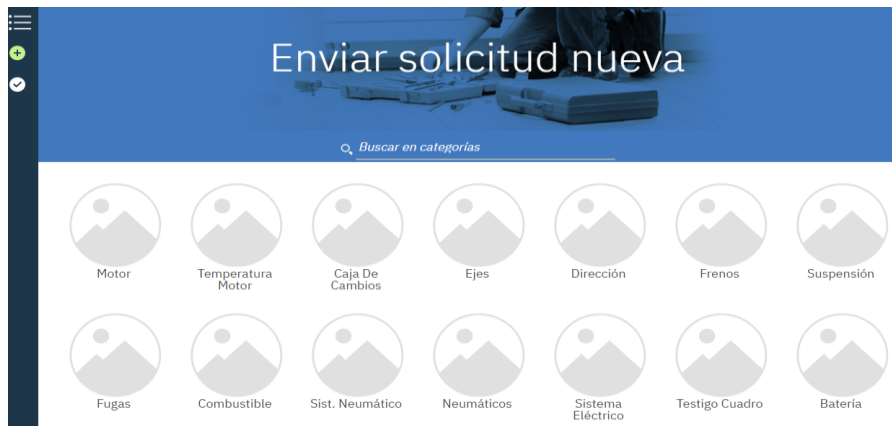 Enviar solicitud nueva
Buscar en categorías
Motor
Temperatura
Motor
Caja De
Cambios
Ejes
Dirección
Frenos
Suspensión
Fugas
Combustible
Sist. Neumático
Neumáticos
Sistema
Eléctrico
Testigo Cuadro
Batería